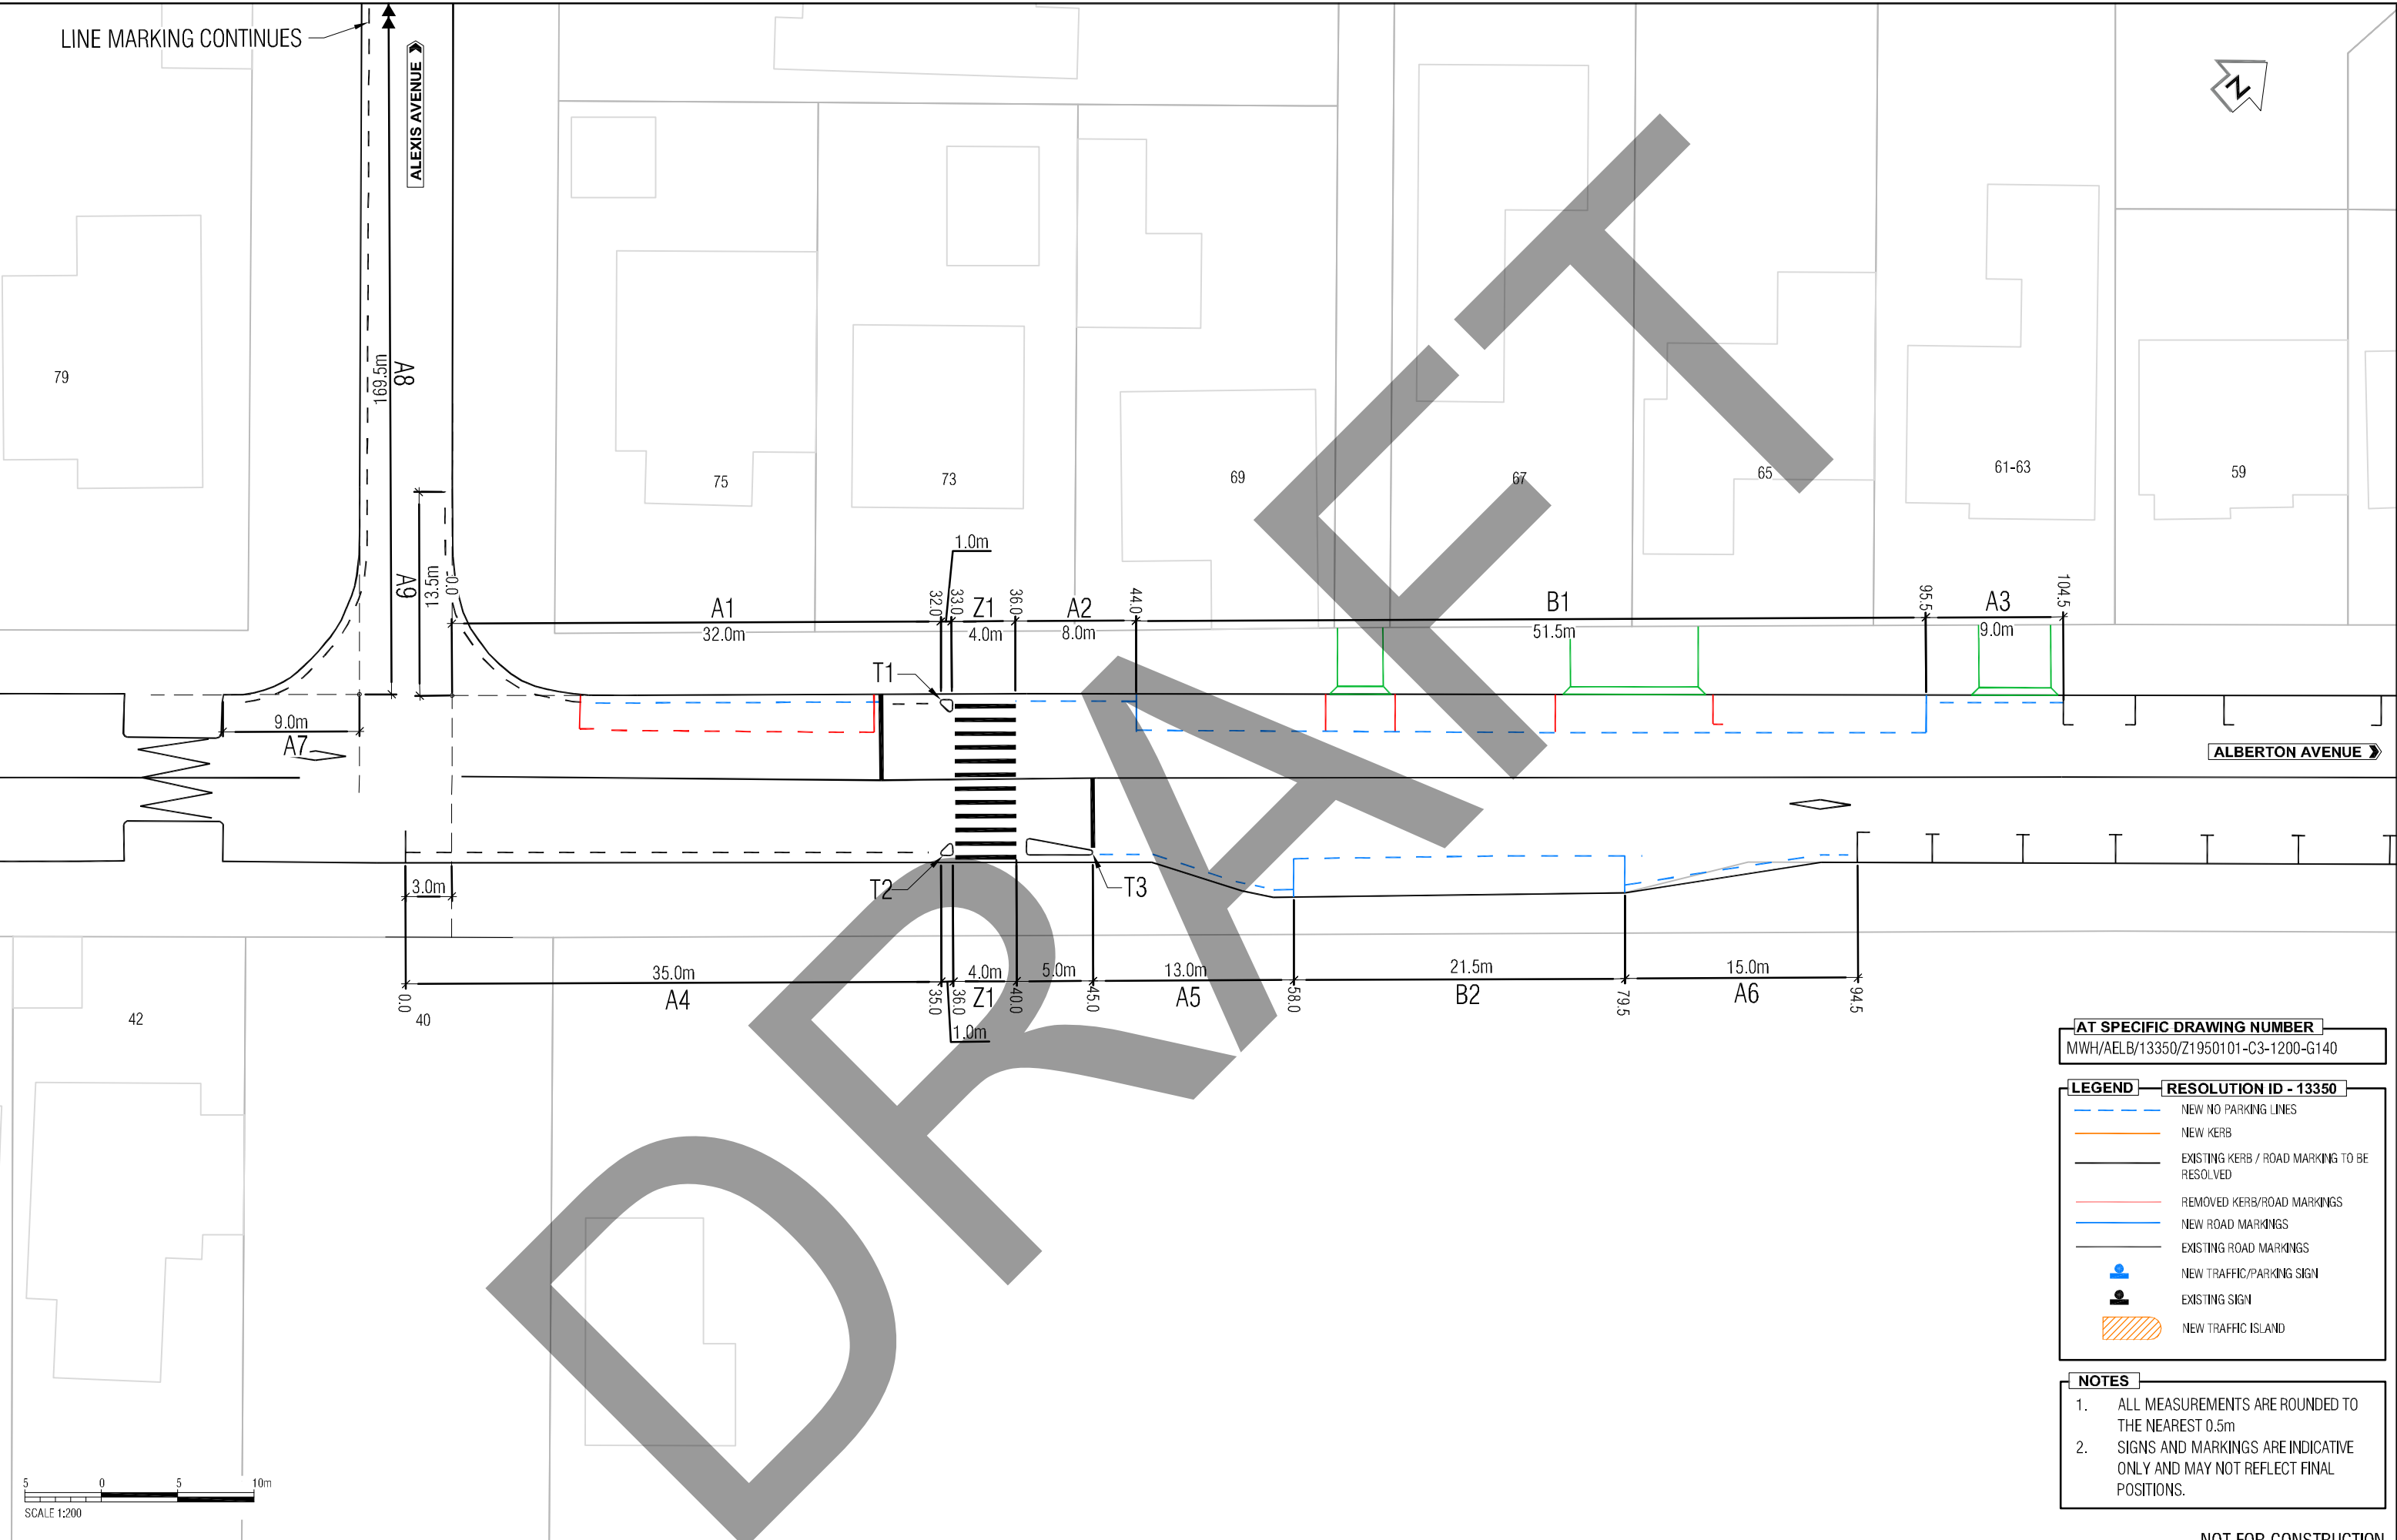 LINE MARKING CONTINUES
ALEXIS AVENUE
N
79
A8
169.5m
75
73
69
67
65
61-63
59
A9
13.5m
0.0
1.0m
A1
32.0m
32.0
33.0
Z1
4.0m
36.0
A2
8.0m
44.0
B1
51.5m
95.5
A3
9.0m
104.5
T1
9.0m
A7
ALBERTON AVENUE
3.0m
T2
T3
35.0m
A4
4.0m
Z1
5.0m
13.0m
A5
21.5m
B2
15.0m
A6
0.0
35.0
36.0
40.0
45.0
58.0
79.5
94.5
1.0m
42
40
DRAFT
AT SPECIFIC DRAWING NUMBER
MWH/AELB/13350/Z1950101-C3-1200-G140
LEGEND RESOLUTION ID - 13350
NEW NO PARKING LINES
NEW KERB
EXISTING KERB / ROAD MARKING TO BE
RESOLVED
REMOVED KERB/ROAD MARKINGS
NEW ROAD MARKINGS
EXISTING ROAD MARKINGS
NEW TRAFFIC/PARKING SIGN
EXISTING SIGN
NEW TRAFFIC ISLAND
NOTES
1. ALL MEASUREMENTS ARE ROUNDED TO
THE NEAREST 0.5m
2. SIGNS AND MARKINGS ARE INDICATIVE
ONLY AND MAY NOT REFLECT FINAL
POSITIONS.
5 0 5 10m
SCALE 1:200
NOT FOR CONSTRUCTION